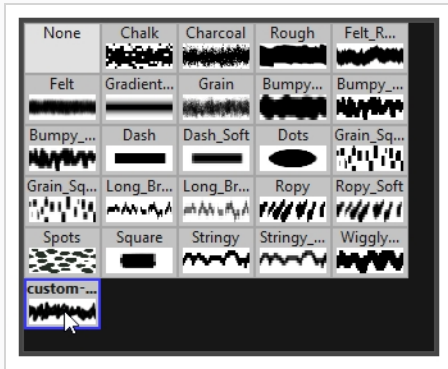 None
Chalk
Charcoal
Rough
Felt_R...
Felt
Gradient...
Grain
Bumpy...
Bumpy_...
Bumpy_...
Dash
Dash_Soft
Dots
Grain_Sq...
Grain_Sq...
Long_Br...
Long_Br...
Ropy
Ropy_Soft
Spots
Square
Stringy
Stringy_...
Wiggly...
custom-...